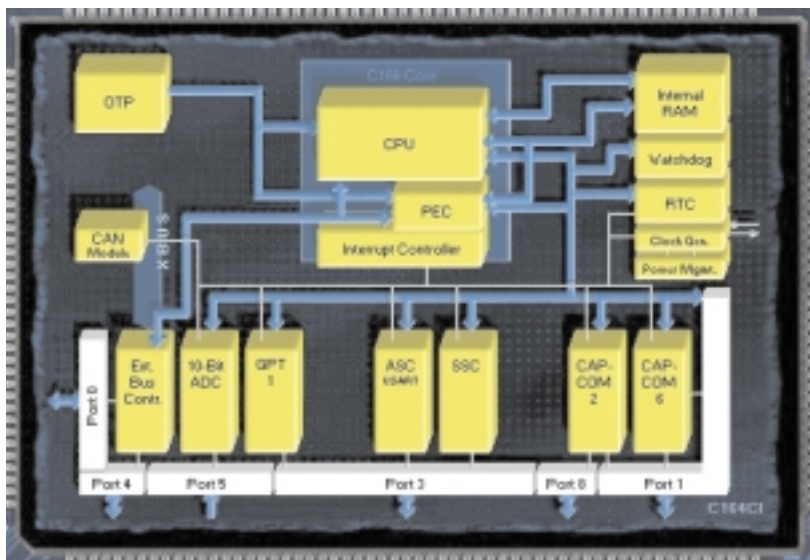 C166-Core
OTP
CPU
Internal
RAM
Watchdog
RTC
Clock Gen.
Power Mgmt.
PEC
Interrupt Controller
CAN
Module
XBUS
Ext.
Bus
Contr.
10-Bit
ADC
GPT
1
ASC
USART
SSC
CAP-
COM
2
CAP-
COM
6
Port 0
Port 4
Port 5
Port 3
Port 8
Port 1
C164CI